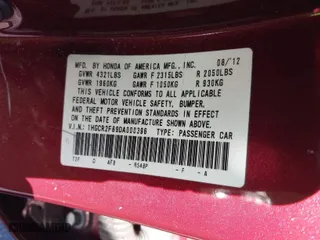 MFD. BY HONDA OF AMERICA MFG., INC. 08/12
GVWR 4321LBS GAWR F 2315LBS R 2050LBS
GVWR 1960KG GAWR F 1050KG R 930KG
THIS VEHICLE CONFORMS TO ALL APPLICABLE
FEDERAL MOTOR VEHICLE SAFETY, BUMPER,
AND THEFT PREVENTION STANDARDS IN EFFECT
ON THE DATE OF MANUFACTURE SHOWN ABOVE.
V.I.N.: 1HGCR2F89DA000399 TYPE: PASSENGER CAR